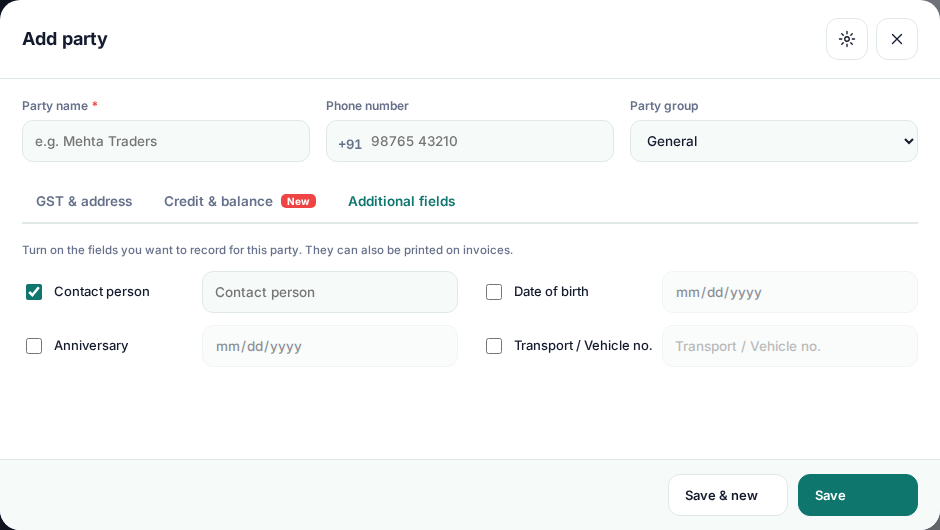 Add party
Party name *
Phone number
Party group
e.g. Mehta Traders
+91 98765 43210
General
GST & address
Credit & balance New
Additional fields
Turn on the fields you want to record for this party. They can also be printed on invoices.
Contact person
Contact person
Date of birth
mm/dd/yyyy
Anniversary
mm/dd/yyyy
Transport / Vehicle no.
Transport / Vehicle no.
Save & new
Save